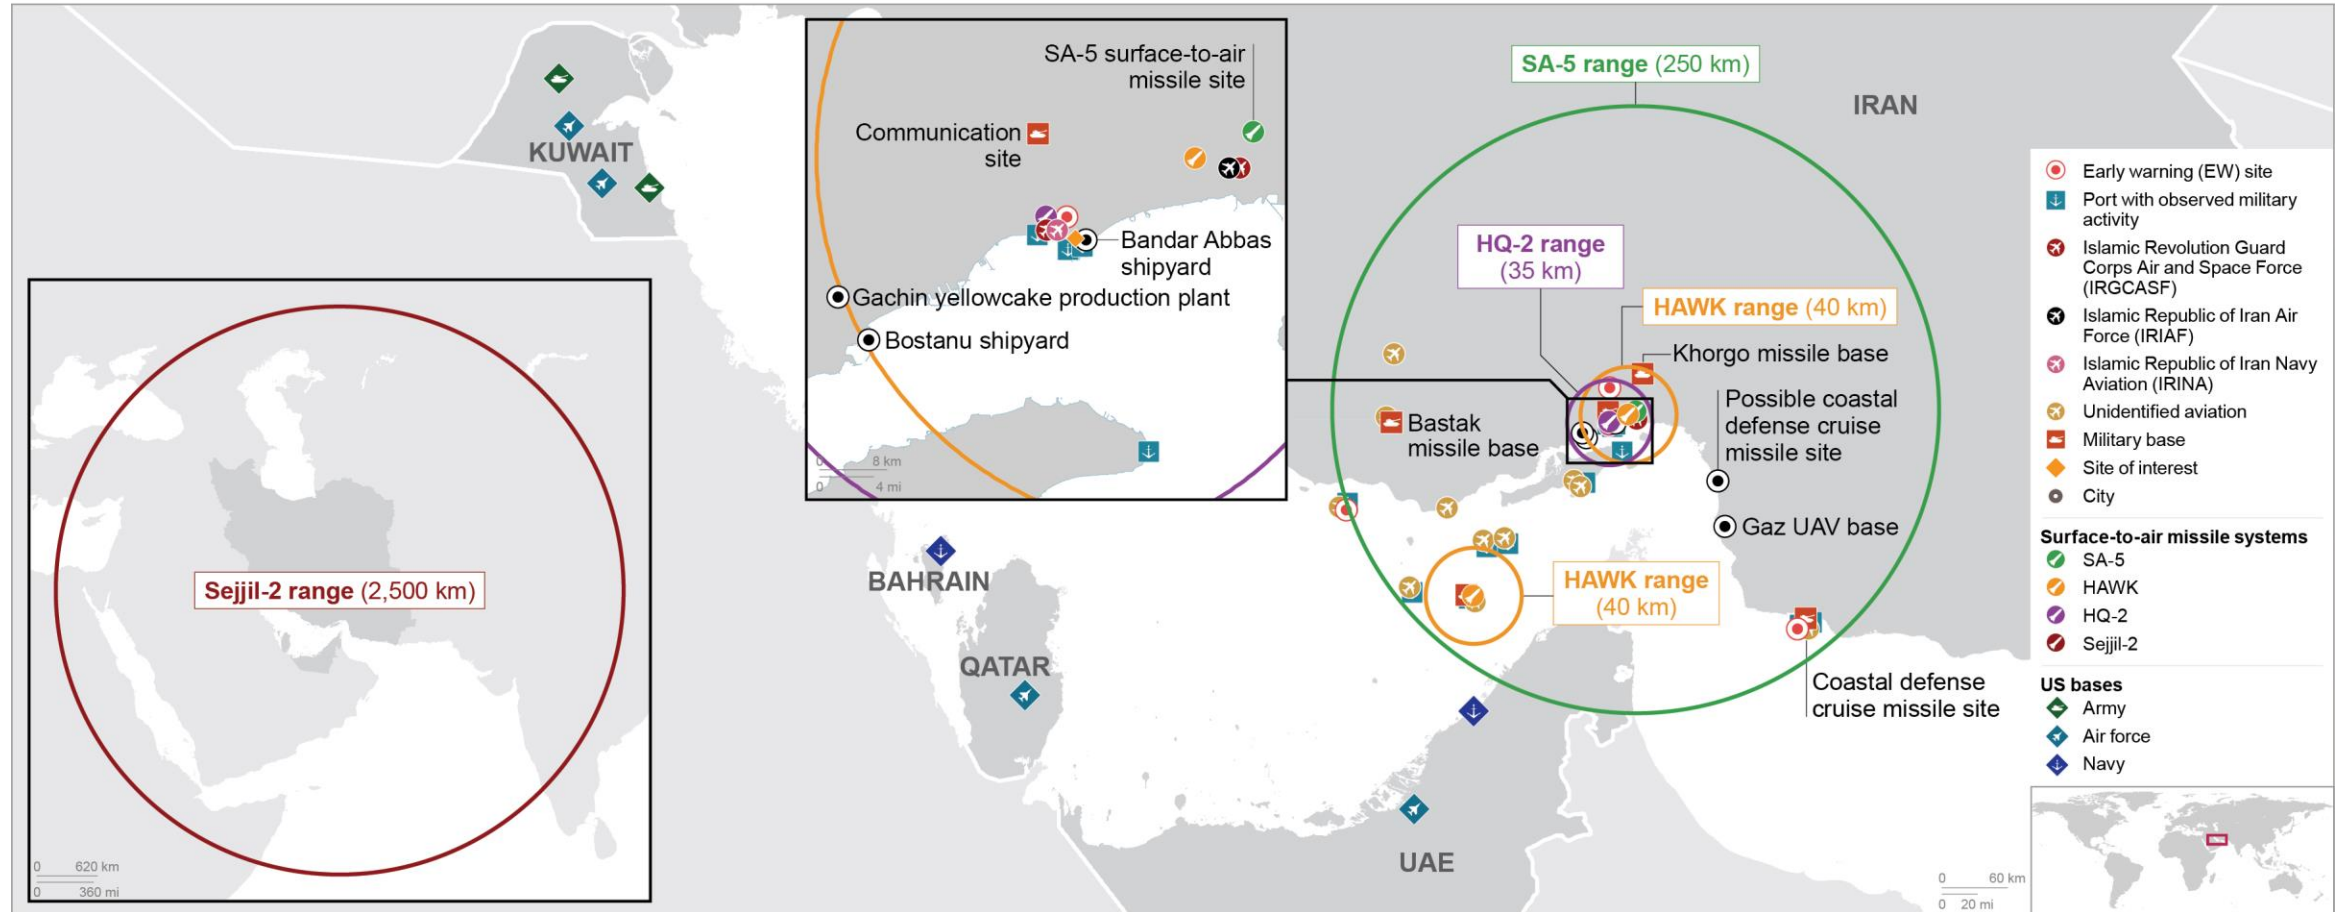 KUWAIT
BAHRAIN
QATAR
UAE
IRAN
Sejjil-2 range (2,500 km)
0 620 km
0 360 mi
SA-5 surface-to-air
missile site
Communication
site
Bandar Abbas
shipyard
Gachin yellowcake production plant
Bostanu shipyard
0 8 km
0 4 mi
SA-5 range (250 km)
HQ-2 range
(35 km)
HAWK range (40 km)
Khorgo missile base
Possible coastal
defense cruise
missile site
Bastak
missile base
Gaz UAV base
HAWK range
(40 km)
Coastal defense
cruise missile site
Early warning (EW) site
Port with observed military
activity
Islamic Revolution Guard
Corps Air and Space Force
(IRGCASF)
Islamic Republic of Iran Air
Force (IRIAF)
Islamic Republic of Iran Navy
Aviation (IRINA)
Unidentified aviation
Military base
Site of interest
City
Surface-to-air missile systems
SA-5
HAWK
HQ-2
Sejjil-2
US bases
Army
Air force
Navy
0 60 km
0 20 mi